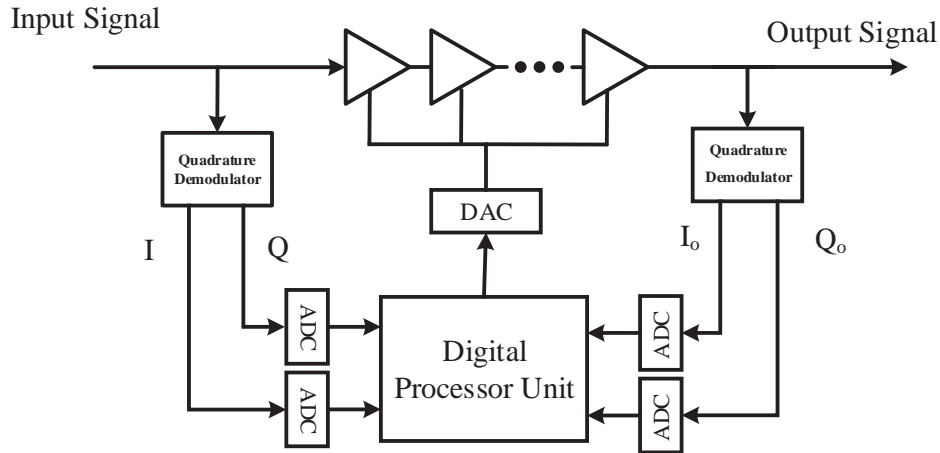 Input Signal
Output Signal
Quadrature
Demodulator
Quadrature
Demodulator
DAC
I
Q
Iₒ
Qₒ
ADC
ADC
Digital
Processor Unit
ADC
ADC